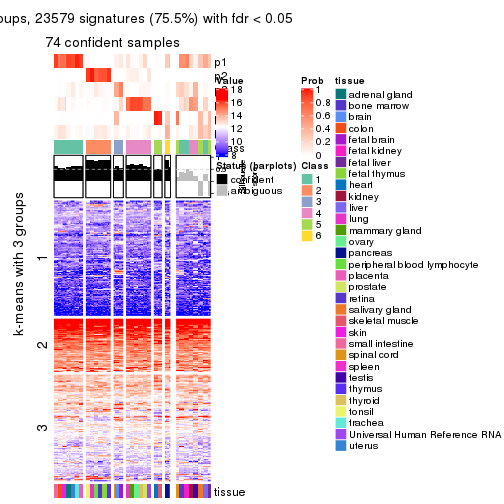 oups, 23579 signatures (75.5%) with fdr < 0.05
74 confident samples
p1
p2
Value
18
16
14
12
10
8
Prob
1
0.8
0.6
0.4
0.2
0
Status (barplots)
confident
ambiguous
Class
1
2
3
4
5
6
tissue
adrenal gland
bone marrow
brain
colon
fetal brain
fetal kidney
fetal liver
fetal thymus
heart
kidney
liver
lung
mammary gland
ovary
pancreas
peripheral blood lymphocyte
placenta
prostate
retina
salivary gland
skeletal muscle
skin
small intestine
spinal cord
spleen
testis
thymus
thyroid
tonsil
trachea
Universal Human Reference RNA
uterus
k-means with 3 groups
1
2
3
tissue